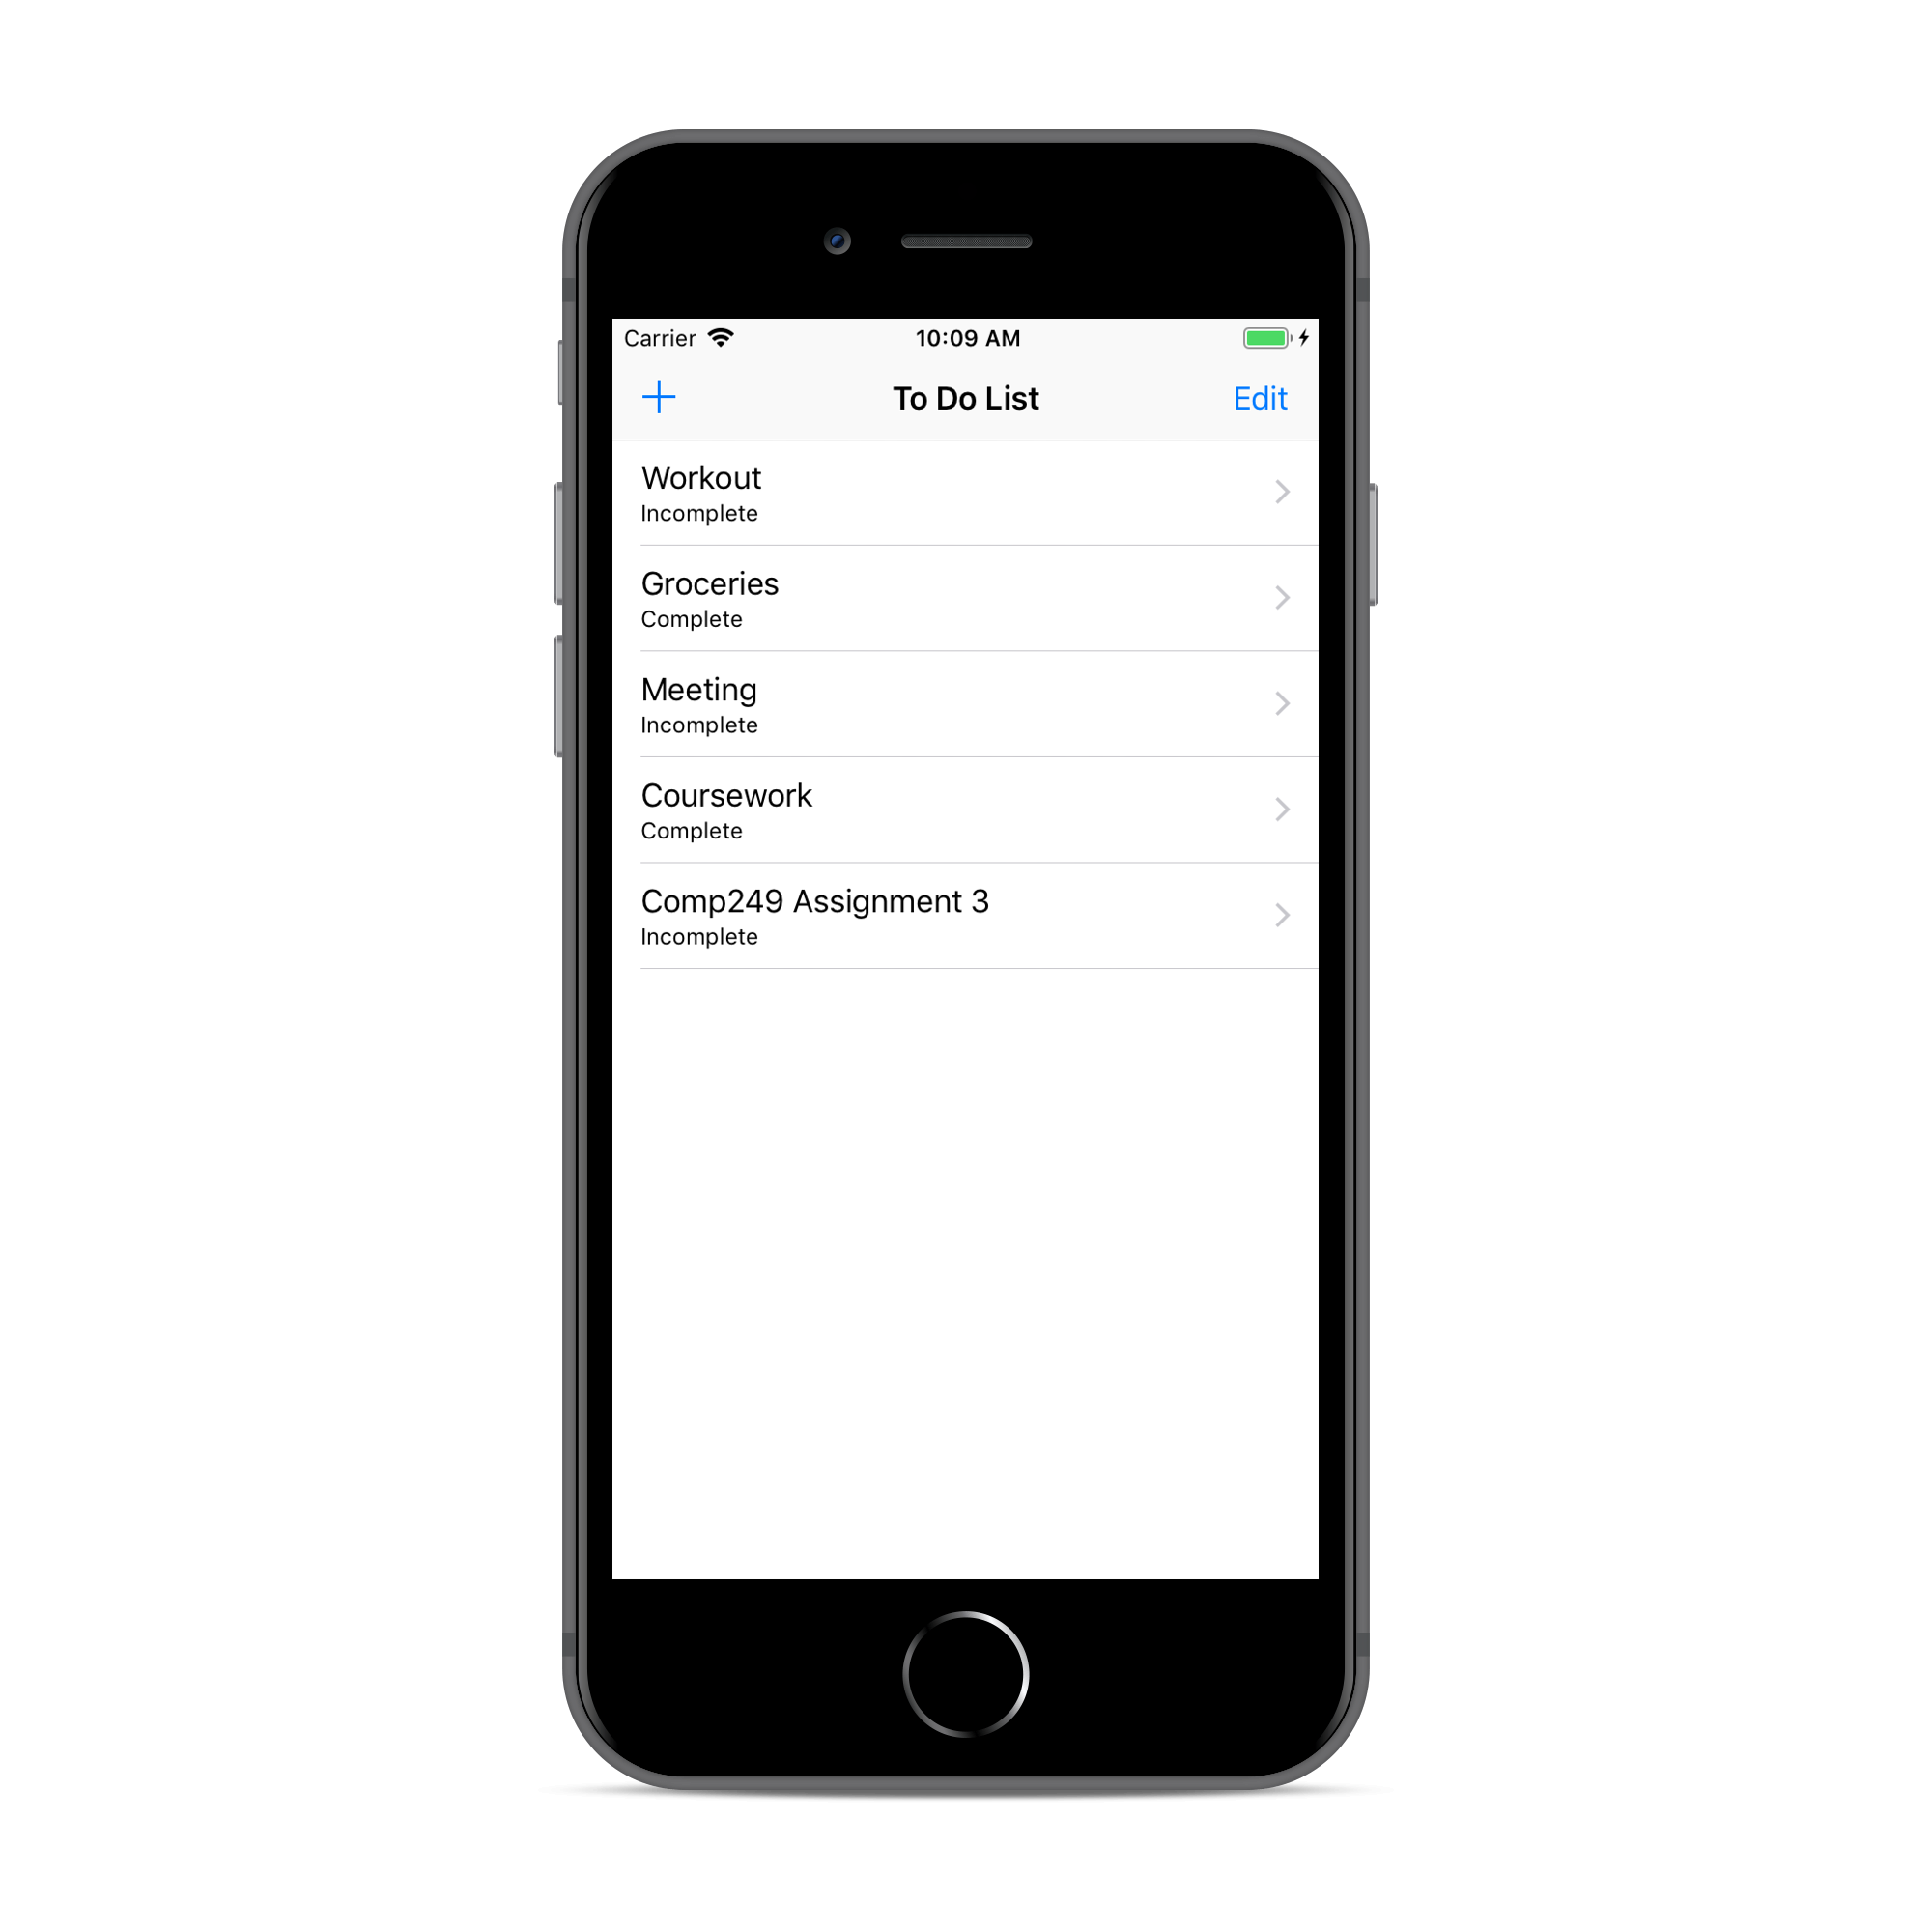 Carrier 10:09 AM
To Do List Edit
Workout
Incomplete
Groceries
Complete
Meeting
Incomplete
Coursework
Complete
Comp249 Assignment 3
Incomplete